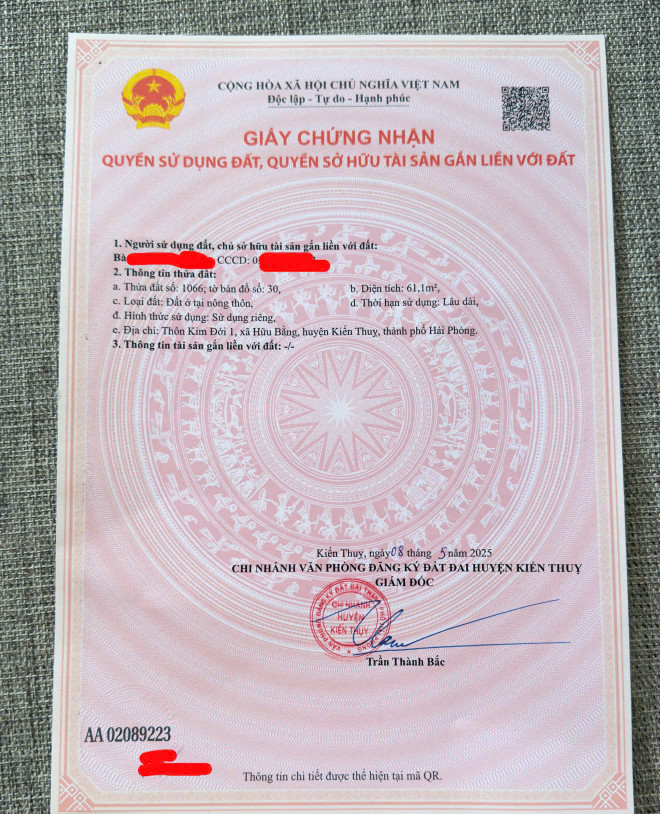 CỘNG HÒA XÃ HỘI CHỦ NGHĨA VIỆT NAM
Độc lập - Tự do - Hạnh phúc
GIẤY CHỨNG NHẬN
QUYỀN SỬ DỤNG ĐẤT, QUYỀN SỞ HỮU TÀI SẢN GẮN LIỀN VỚI ĐẤT
1. Người sử dụng đất, chủ sở hữu tài sản gắn liền với đất:
Bà CCCD: 0
2. Thông tin thửa đất:
a. Thửa đất số: 1066; tờ bản đồ số: 30, b. Diện tích: 61,1m²,
c. Loại đất: Đất ở tại nông thôn, d. Thời hạn sử dụng: Lâu dài,
đ. Hình thức sử dụng: Sử dụng riêng,
e. Địa chỉ: Thôn Kim Đới 1, xã Hữu Bằng, huyện Kiến Thuỵ, thành phố Hải Phòng.
3. Thông tin tài sản gắn liền với đất: -/-
Kiến Thuỵ, ngày 08 tháng 5 năm 2025
CHI NHÁNH VĂN PHÒNG ĐĂNG KÝ ĐẤT ĐAI HUYỆN KIẾN THUỴ
GIÁM ĐỐC
CHI NHÁNH
HUYỆN
KIẾN THUỴ
Trần Thành Bắc
AA 02089223
Thông tin chi tiết được thể hiện tại mã QR.